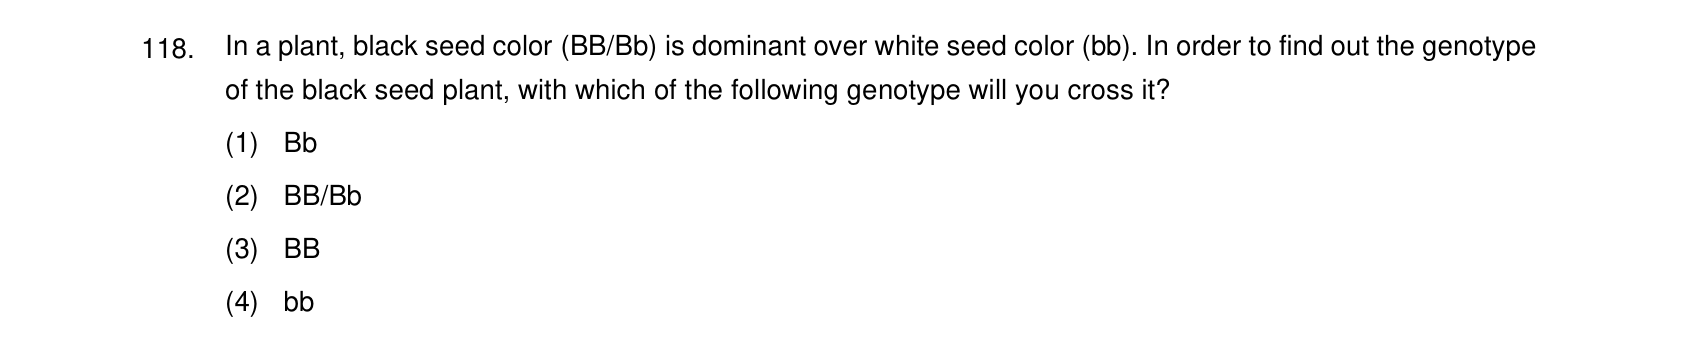 118. In a plant, black seed color (BB/Bb) is dominant over white seed color (bb). In order to find out the genotype
of the black seed plant, with which of the following genotype will you cross it?
(1) Bb
(2) BB/Bb
(3) BB
(4) bb